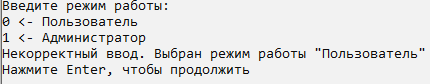 Введите режим работы:
0 <- Пользователь
1 <- Администратор
Некорректный ввод. Выбран режим работы "Пользователь"
Нажмите Enter, чтобы продолжить